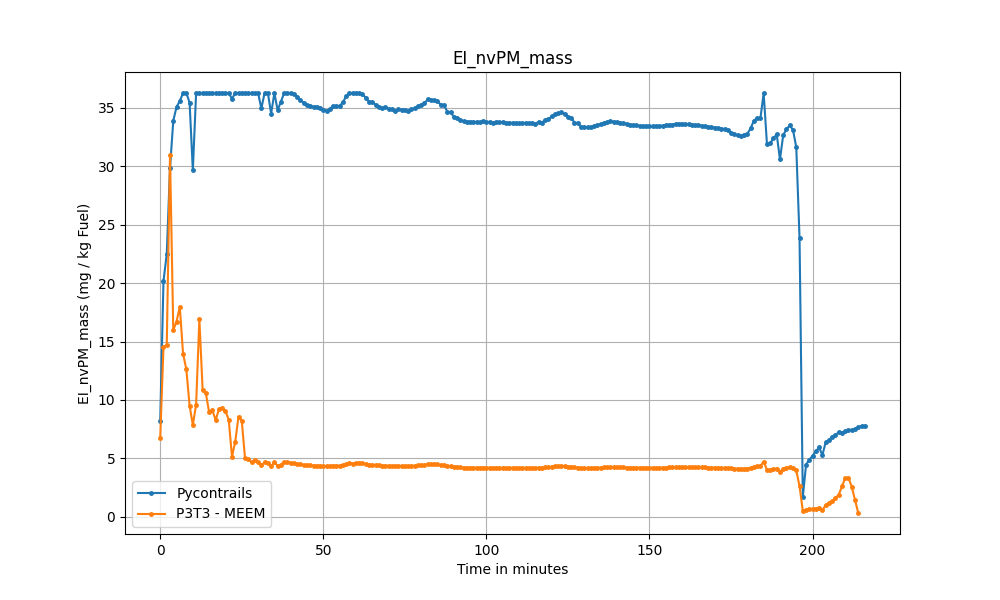 EI_nvPM_mass
EI_nvPM_mass (mg / kg Fuel)
35
30
25
20
15
10
5
0
Pycontrails
P3T3 - MEEM
0 50 100 150 200
Time in minutes